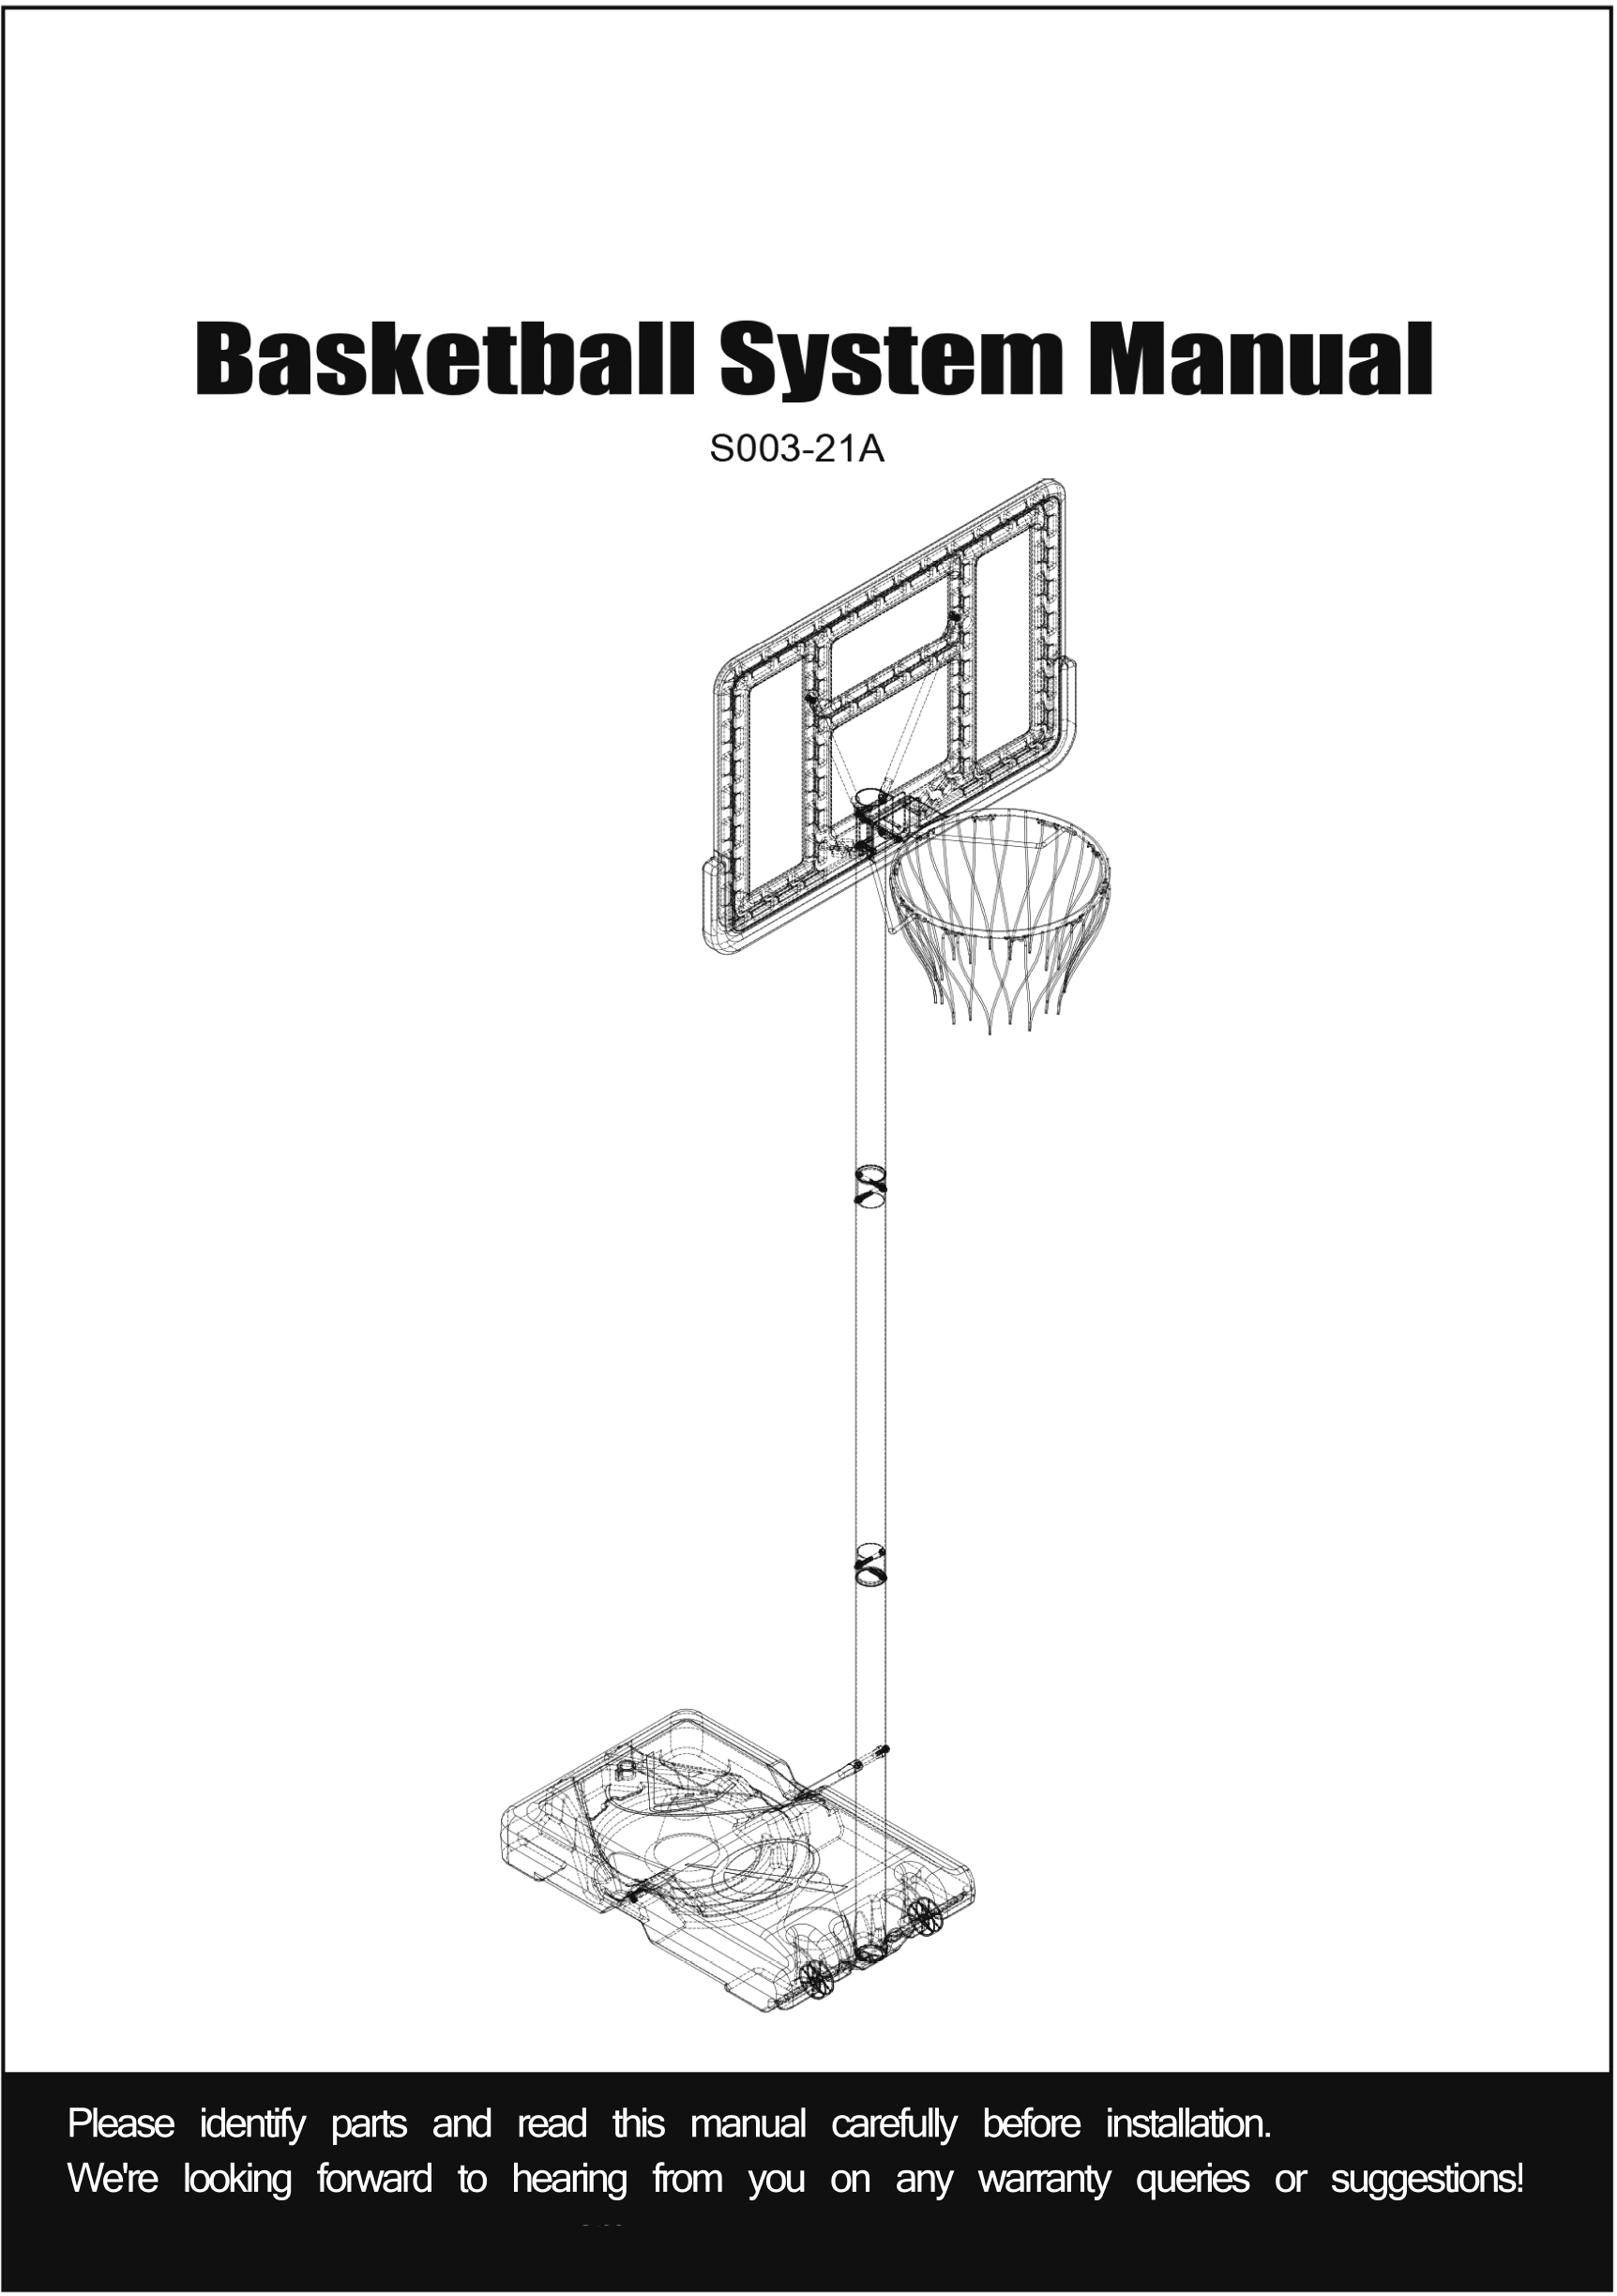 Basketball System Manual
S003-21A
Please identify parts and read this manual carefully before installation.
We're looking forward to hearing from you on any warranty queries or suggestions!